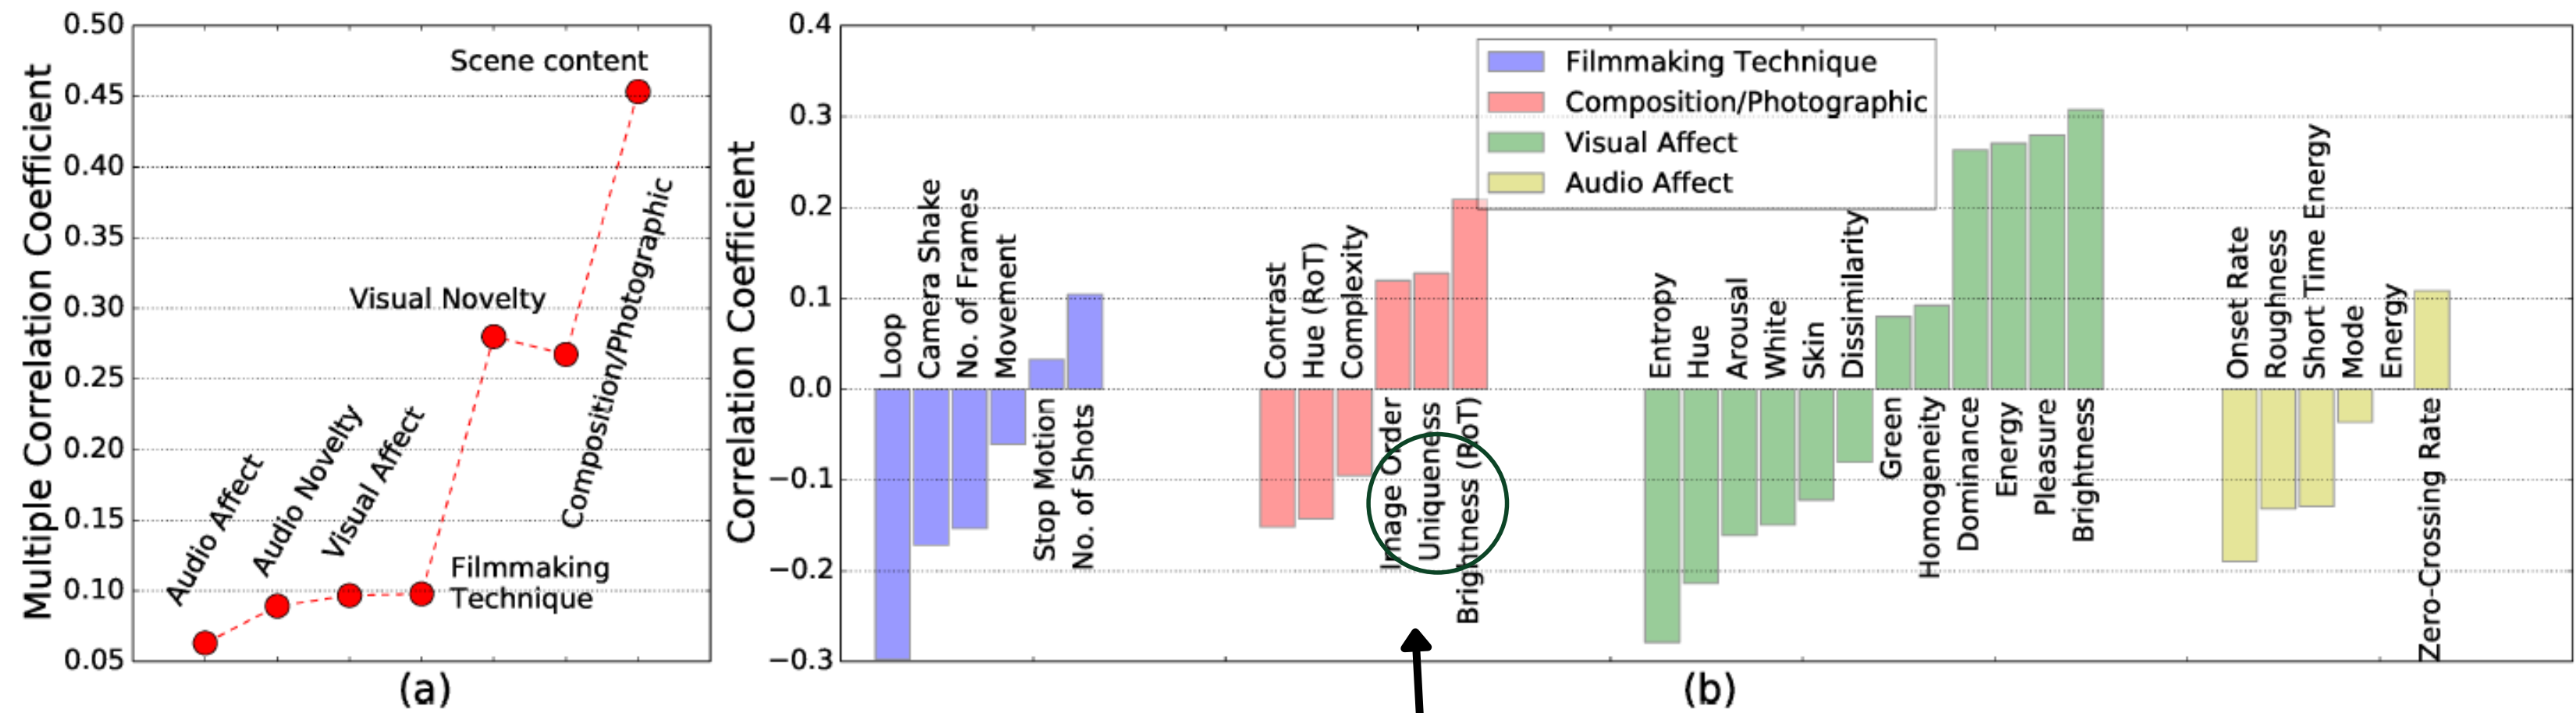 Multiple Correlation Coefficient
0.50
0.45
0.40
0.35
0.30
0.25
0.20
0.15
0.10
0.05
Audio Affect
Audio Novelty
Visual Affect
Filmmaking
Technique
Visual Novelty
Composition/Photographic
Scene content
(a)
Correlation Coefficient
0.4
0.3
0.2
0.1
0.0
−0.1
−0.2
−0.3
Filmmaking Technique
Composition/Photographic
Visual Affect
Audio Affect
Loop
Camera Shake
No. of Frames
Movement
Stop Motion
No. of Shots
Contrast
Hue (RoT)
Complexity
Image Order
Uniqueness
Brightness (RoT)
Entropy
Hue
Arousal
White
Skin
Dissimilarity
Green
Homogeneity
Dominance
Energy
Pleasure
Brightness
Onset Rate
Roughness
Short Time Energy
Mode
Energy
Zero-Crossing Rate
(b)